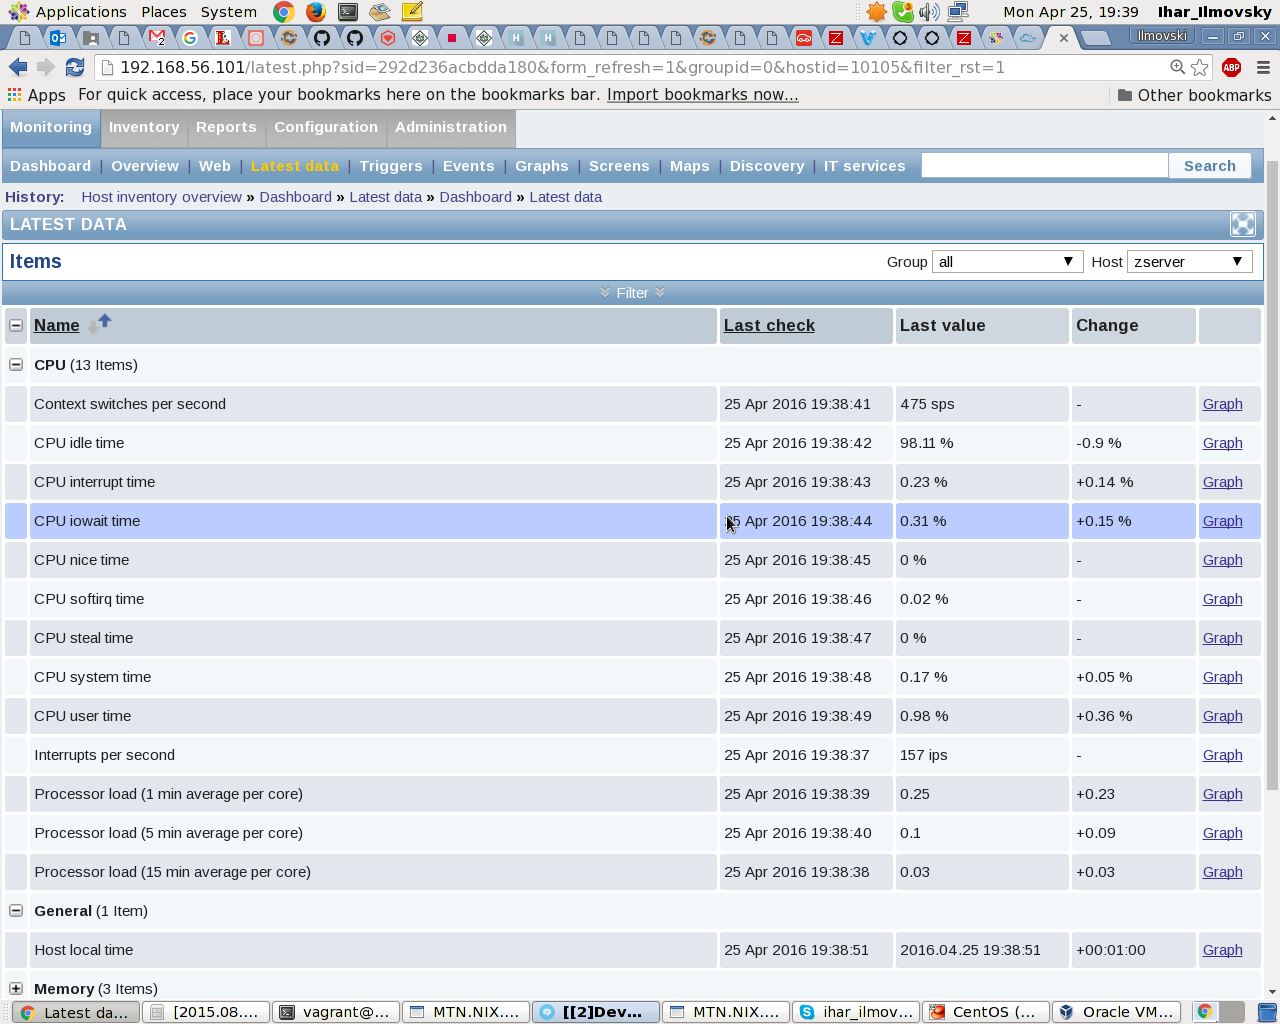 Applications Places System Mon Apr 25, 19:39 Ihar_Ilmovsky
Ilmovski
192.168.56.101/latest.php?sid=292d236acbdda180&form_refresh=1&groupid=0&hostid=10105&filter_rst=1 ABP
Apps For quick access, place your bookmarks here on the bookmarks bar. Import bookmarks now... Other bookmarks
Monitoring Inventory Reports Configuration Administration
Dashboard | Overview | Web | Latest data | Triggers | Events | Graphs | Screens | Maps | Discovery | IT services Search
History: Host inventory overview » Dashboard » Latest data » Dashboard » Latest data
LATEST DATA
Items Group all Host zserver
Filter
Name Last check Last value Change
CPU (13 Items)
Context switches per second 25 Apr 2016 19:38:41 475 sps - Graph
CPU idle time 25 Apr 2016 19:38:42 98.11 % -0.9 % Graph
CPU interrupt time 25 Apr 2016 19:38:43 0.23 % +0.14 % Graph
CPU iowait time 25 Apr 2016 19:38:44 0.31 % +0.15 % Graph
CPU nice time 25 Apr 2016 19:38:45 0 % - Graph
CPU softirq time 25 Apr 2016 19:38:46 0.02 % - Graph
CPU steal time 25 Apr 2016 19:38:47 0 % - Graph
CPU system time 25 Apr 2016 19:38:48 0.17 % +0.05 % Graph
CPU user time 25 Apr 2016 19:38:49 0.98 % +0.36 % Graph
Interrupts per second 25 Apr 2016 19:38:37 157 ips - Graph
Processor load (1 min average per core) 25 Apr 2016 19:38:39 0.25 +0.23 Graph
Processor load (5 min average per core) 25 Apr 2016 19:38:40 0.1 +0.09 Graph
Processor load (15 min average per core) 25 Apr 2016 19:38:38 0.03 +0.03 Graph
General (1 Item)
Host local time 25 Apr 2016 19:38:51 2016.04.25 19:38:51 +00:01:00 Graph
Memory (3 Items)
Latest da... [2015.08.... vagrant@... MTN.NIX.... [[2]Dev... MTN.NIX.... ihar_ilmov... CentOS (... Oracle VM...